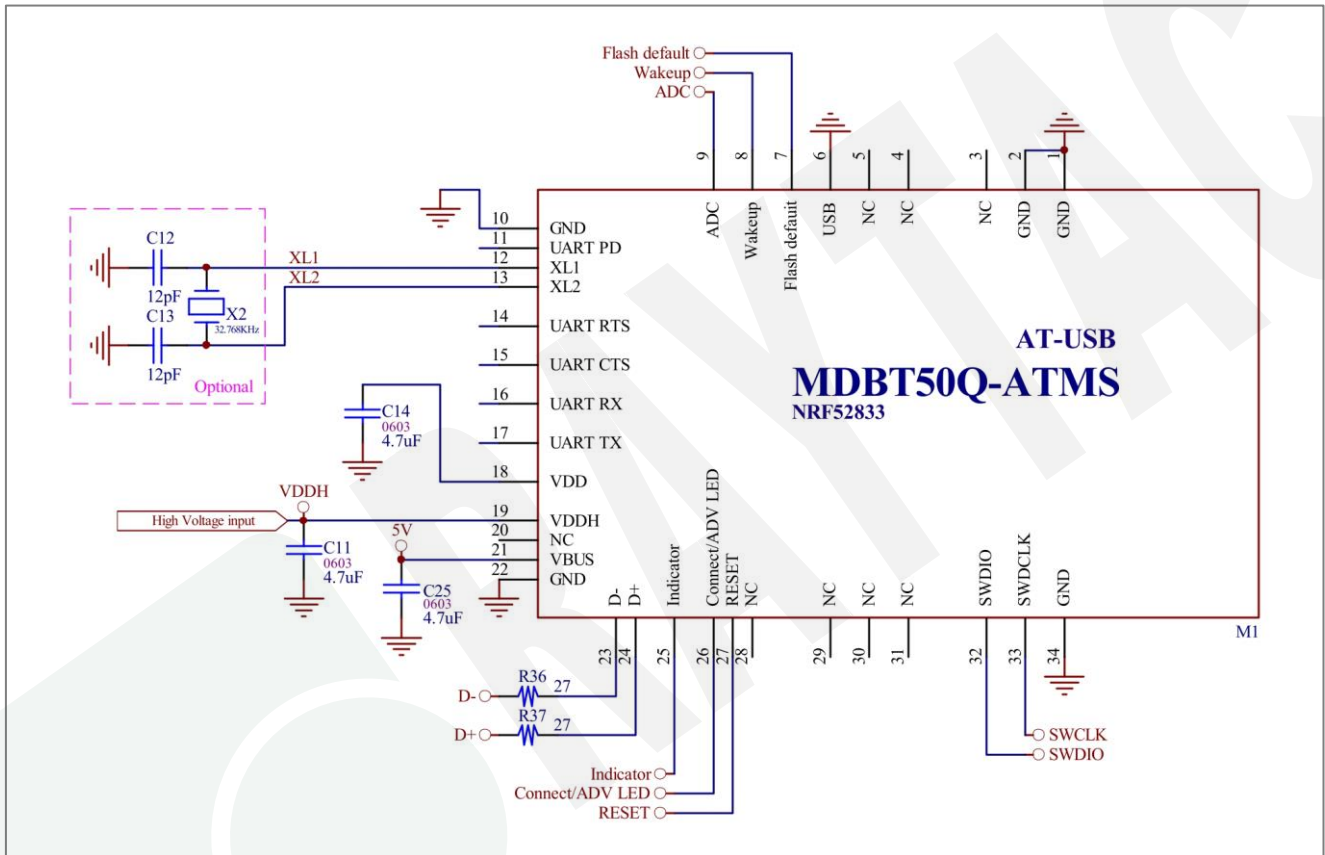 Flash default
Wakeup
ADC
9
8
7
6
5
4
3
2
1
ADC
Wakeup
Flash defauit
USB
NC
NC
NC
GND
GND
10 GND
11 UART PD
12 XL1
13 XL2
14 UART RTS
15 UART CTS
16 UART RX
17 UART TX
18 VDD
19 VDDH
20 NC
21 VBUS
22 GND
C12
12pF
C13
12pF
X2
32.768KHz
Optional
XL1
XL2
C14
0603
4.7uF
VDDH
High Voltage input
C11
0603
4.7uF
5V
C25
0603
4.7uF
AT-USB
MDBT50Q-ATMS
NRF52833
D-
D+
Indicator
Connect/ADV LED
RESET
NC
NC
NC
NC
SWDIO
SWDCLK
GND
M1
23
24
25
26
27
28
29
30
31
32
33
34
D-
R36
27
D+
R37
27
Indicator
Connect/ADV LED
RESET
SWCLK
SWDIO
RAYTAC